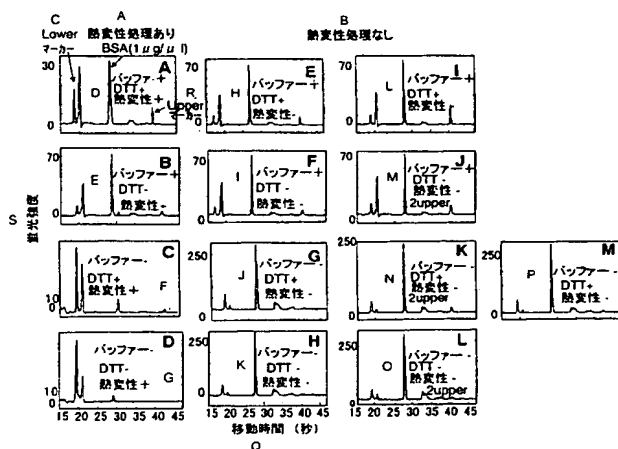 A
B
C
熱変性処理あり
熱変性処理なし
Lower
マーカー
BSA(1μg/μl)
30
0
D
A
バッファー+
DTT+
熱変性+
Upper
マーカー
R
70
0
H
E
バッファー+
DTT+
熱変性-
70
0
L
I
バッファー+
DTT+
熱変性-
70
0
E
B
バッファー+
DTT-
熱変性-
70
0
I
F
バッファー+
DTT-
熱変性-
70
0
M
J
バッファー+
DTT-
熱変性-
2upper
S
蛍光強度
C
バッファー-
DTT+
熱変性+
F
10
0
250
0
J
G
バッファー-
DTT+
熱変性-
250
0
N
K
バッファー-
DTT+
熱変性-
2upper
250
0
P
M
バッファー-
DTT-
熱変性-
D
バッファー-
DTT-
熱変性+
G
10
0
250
0
K
H
バッファー-
DTT-
熱変性-
250
0
O
L
バッファー-
DTT-
熱変性-
2upper
15 20 25 30 35 40 45
15 20 25 30 35 40 45
15 20 25 30 35 40 45
15 20 25 30 35 40 45
移動時間 (秒)
Q